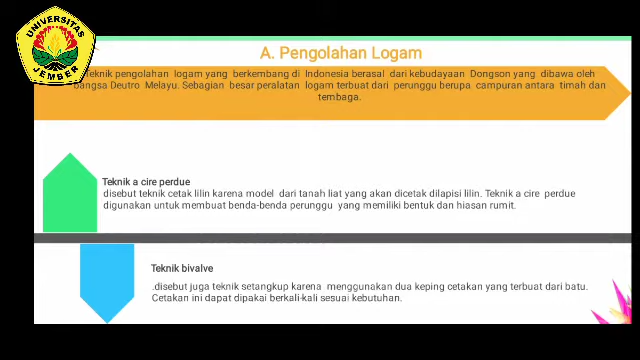 UNIVERSITAS
JEMBER
A. Pengolahan Logam
Teknik pengolahan logam yang berkembang di Indonesia berasal dari kebudayaan Dongson yang dibawa oleh
bangsa Deutro Melayu. Sebagian besar peralatan logam terbuat dari perunggu berupa campuran antara timah dan
tembaga.
Teknik a cire perdue
disebut teknik cetak lilin karena model dari tanah liat yang akan dicetak dilapisi lilin. Teknik a cire perdue
digunakan untuk membuat benda-benda perunggu yang memiliki bentuk dan hiasan rumit.
Teknik bivalve
.disebut juga teknik setangkup karena menggunakan dua keping cetakan yang terbuat dari batu.
Cetakan ini dapat dipakai berkali-kali sesuai kebutuhan.